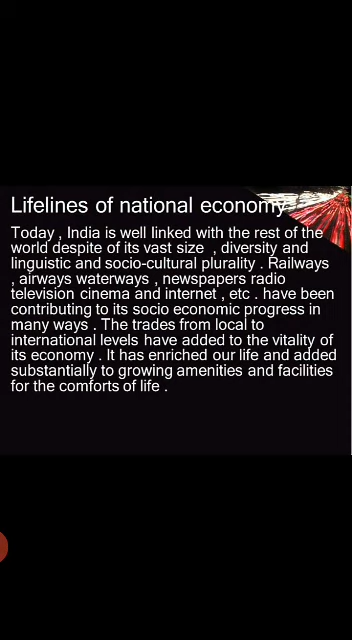 Lifelines of national economy
Today , India is well linked with the rest of the
world despite of its vast size  , diversity and
linguistic and socio-cultural plurality . Railways
, airways waterways , newspapers radio
television cinema and internet , etc . have been
contributing to its socio economic progress in
many ways . The trades from local to
international levels have added to the vitality of
its economy . It has enriched our life and added
substantially to growing amenities and facilities
for the comforts of life .